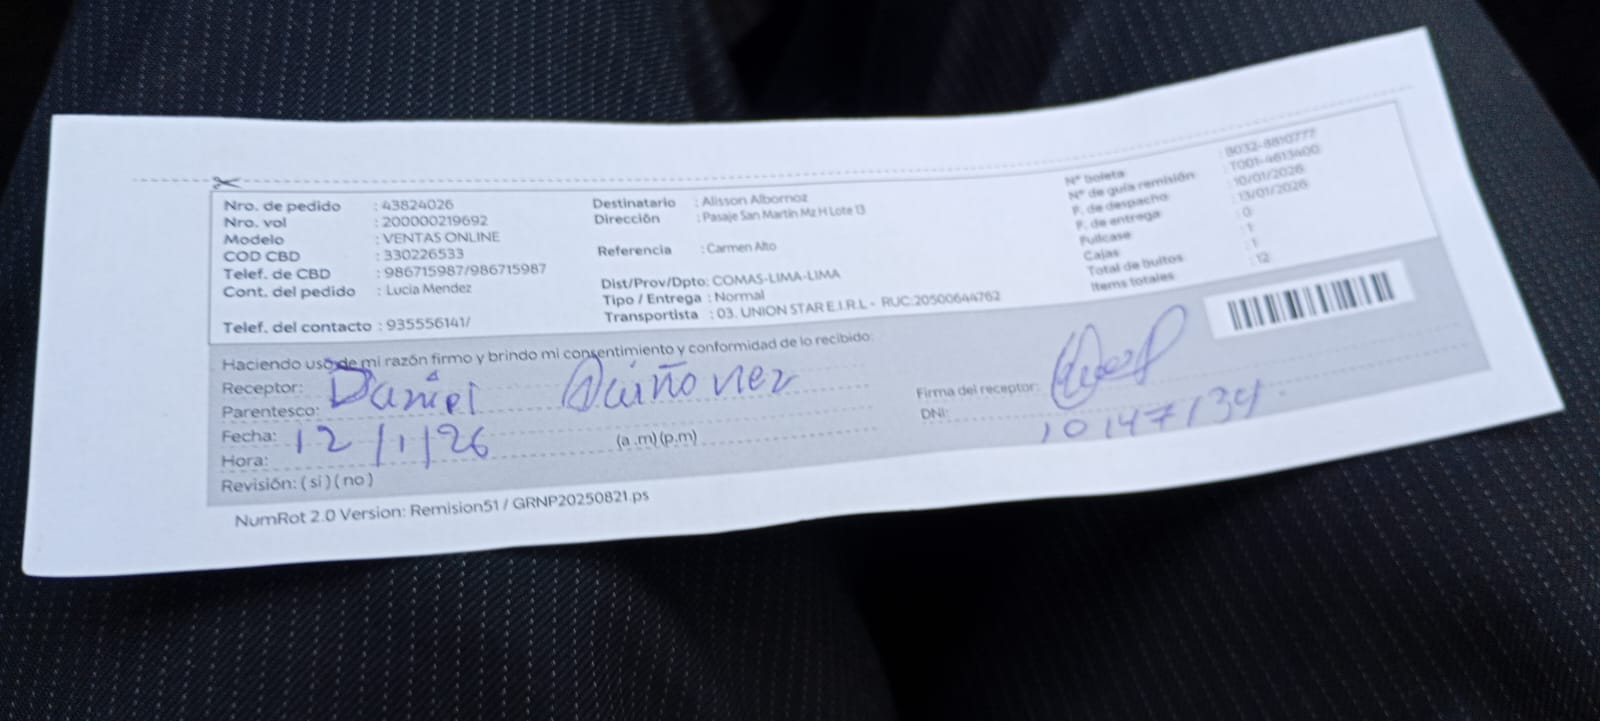 Nro. de pedido : 43824026
Nro. vol : 200000219692
Modelo : VENTAS ONLINE
COD CBD : 330226533
Telef. de CBD : 986715987/986715987
Cont. del pedido : Lucia Mendez
Telef. del contacto : 935556141/
Destinatario : Alisson Albornoz
Dirección : Pasaje San Martin Mz H Lote 13
Referencia : Carmen Alto
Dist/Prov/Dpto: COMAS-LIMA-LIMA
Tipo / Entrega : Normal
Transportista : 03. UNION STAR E.I.R.L - RUC:20500644762
N° boleta : B032-8810777
N° de guía remisión : T001-4613400
F. de despacho : 10/01/2026
F. de entrega : 13/01/2026
Fullcase : 0
Cajas : 1
Total de bultos : 1
Items totales : 12
Haciendo uso de mi razón firmo y brindo mi consentimiento y conformidad de lo recibido:
Receptor: Daniel Quiñonez
Parentesco:
Fecha: 12/1/26
Hora: (a .m) (p.m)
Revisión: ( si ) ( no )
Firma del receptor:
DNI: 10147134
NumRot 2.0 Version: Remision51 / GRNP20250821.ps